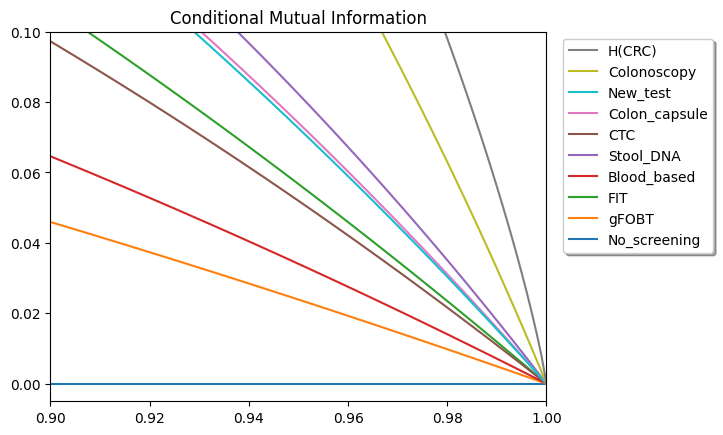 Conditional Mutual Information
0.10
0.08
0.06
0.04
0.02
0.00
0.90
0.92
0.94
0.96
0.98
1.00
H(CRC)
Colonoscopy
New_test
Colon_capsule
CTC
Stool_DNA
Blood_based
FIT
gFOBT
No_screening